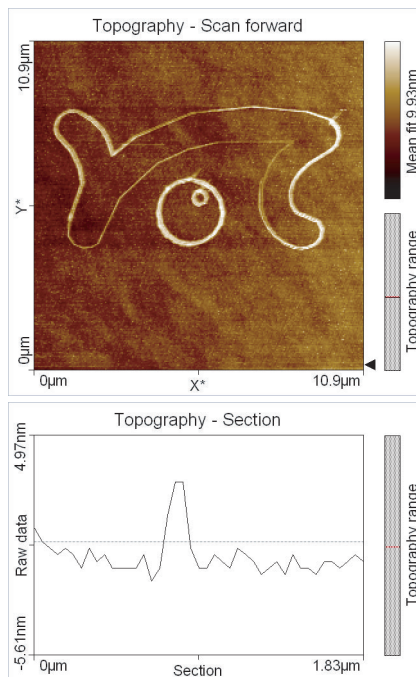 Topography - Scan forward
10.9µm
Y*
0µm
0µm
X*
10.9µm
Mean fit 9.93nm
Topography range
Topography - Section
4.97nm
Raw data
-5.61nm
0µm
Section
1.83µm
Topography range